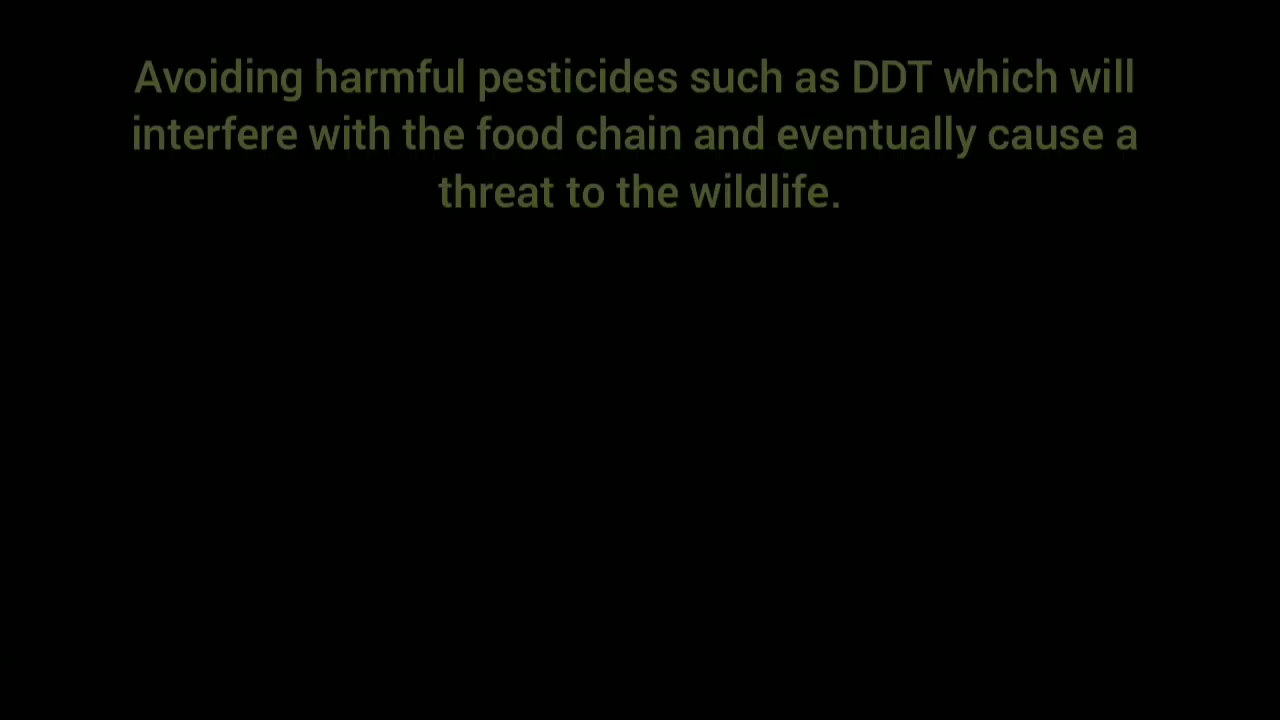 Avoiding harmful pesticides such as DDT which will
interfere with the food chain and eventually cause a
threat to the wildlife.